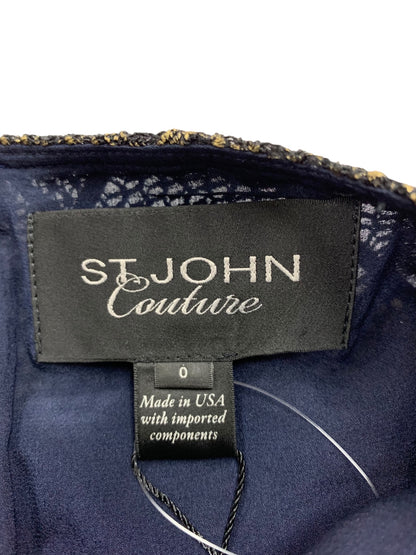 ST. JOHN
Couture
0
Made in USA
with imported
components